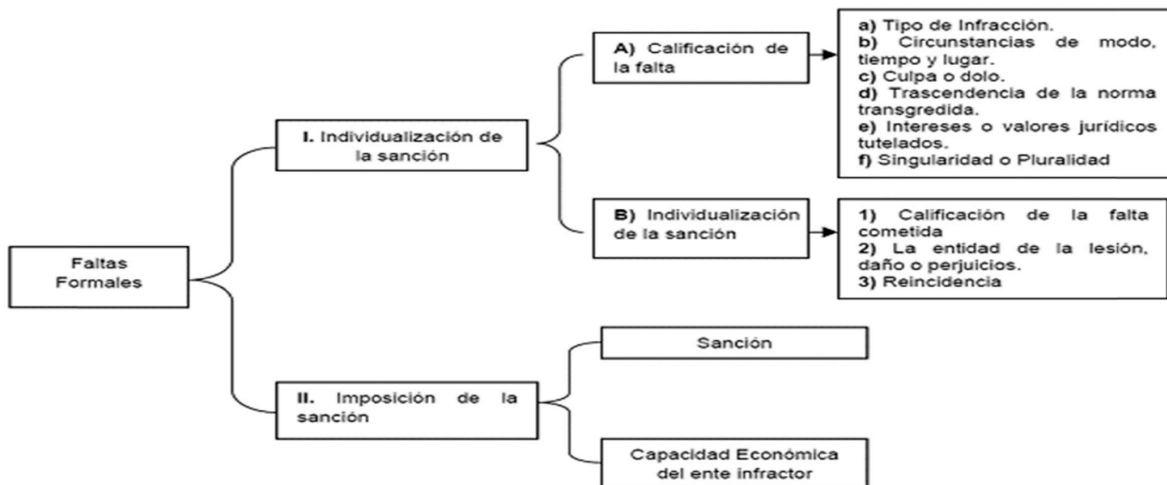 Faltas
Formales
I. Individualización de
la sanción
A) Calificación de
la falta
a) Tipo de Infracción.
b) Circunstancias de modo,
tiempo y lugar.
c) Culpa o dolo.
d) Trascendencia de la norma
transgredida.
e) Intereses o valores jurídicos
tutelados.
f) Singularidad o Pluralidad
B) Individualización
de la sanción
1) Calificación de la falta
cometida
2) La entidad de la lesión,
daño o perjuicios.
3) Reincidencia
II. Imposición de la
sanción
Sanción
Capacidad Económica
del ente infractor